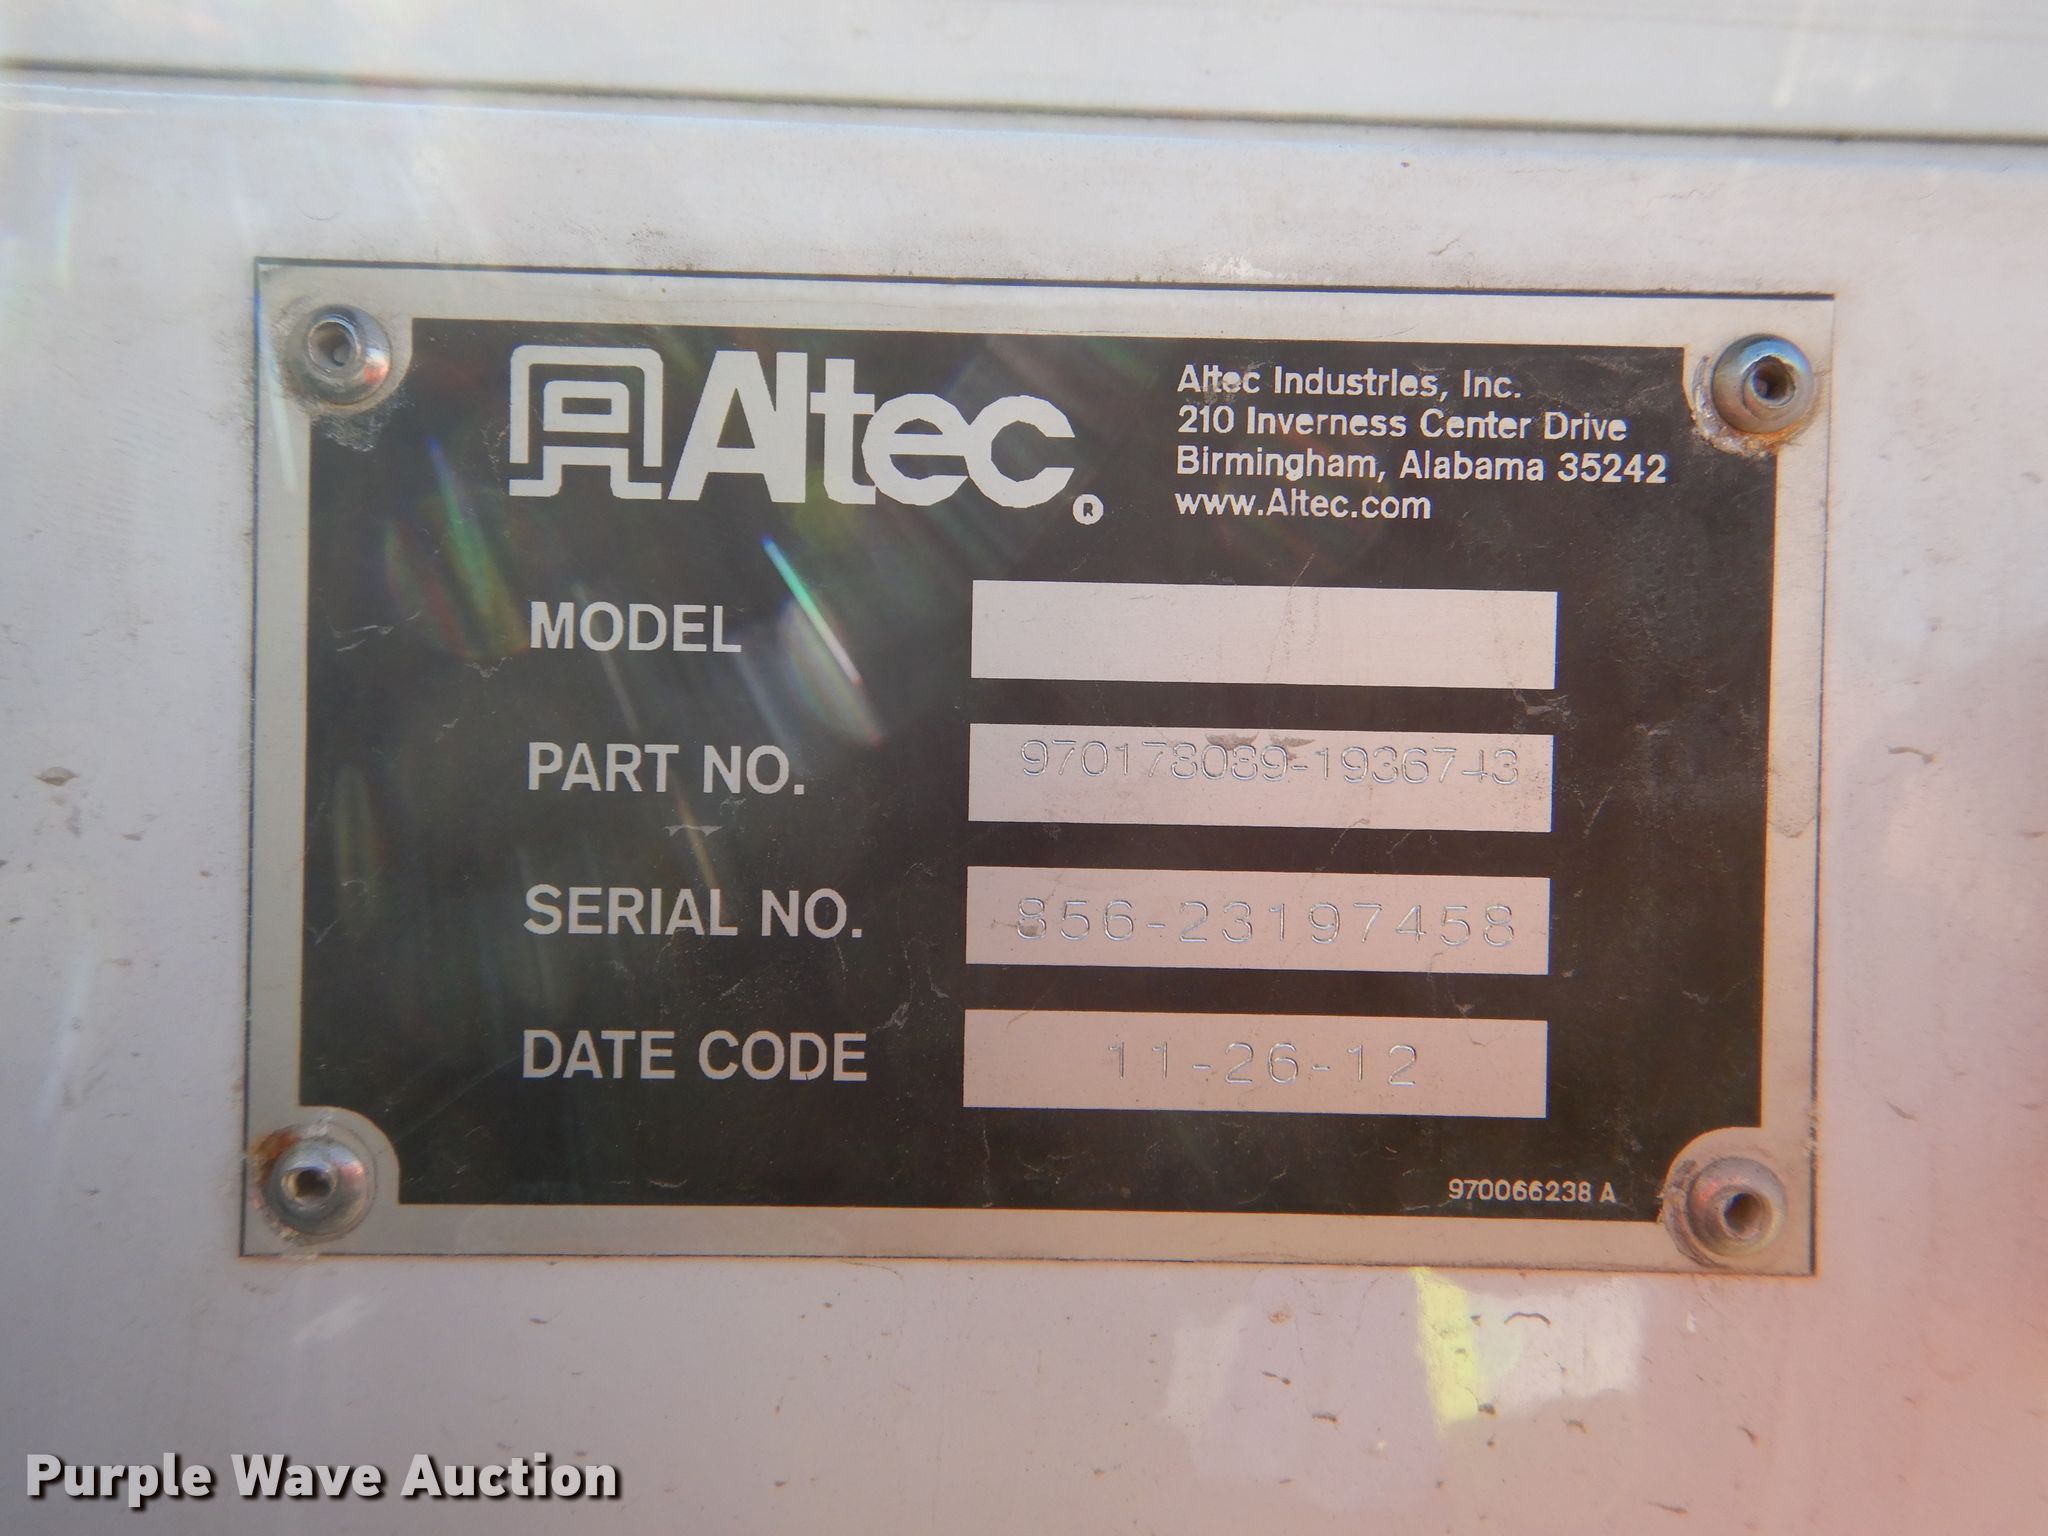 Altec®
Altec Industries, Inc.
210 Inverness Center Drive
Birmingham, Alabama 35242
www.Altec.com
MODEL
PART NO. 970178089-1936743
SERIAL NO. 856-23197458
DATE CODE 11-26-12
970066238 A
Purple Wave Auction